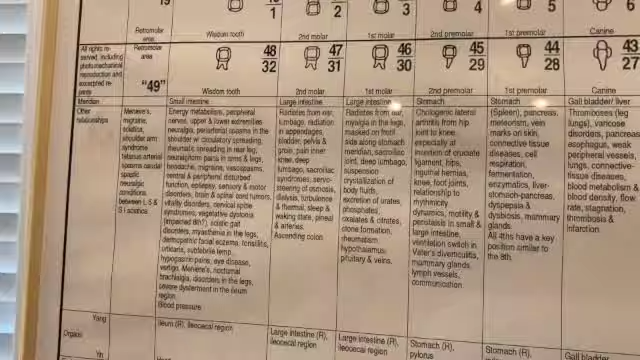 19
1
2
3
4
5
6
Retromolar
area
Wisdom tooth
2nd molar
1st molar
2nd premolar
1st premolar
Canine
All rights re-
served, including
photomechanical
reproduction and
excerpted re-
prints
Retromolar
area
"49"
48
32
Wisdom tooth
47
31
2nd molar
46
30
1st molar
45
29
2nd premolar
44
28
1st premolar
43
27
Canine
Meridian
Small intestine
Large intestine
Large intestine
Stomach
Stomach
Gall bladder/ liver
Other
relationships
Meniere's,
migraine,
sciatica,
shoulder arm
syndrome
tetanus arterial
spasms caudal
spastic
neuralgic
conditions,
between L 5 &
S I sciatica
Energy metabolism, peripheral
nerves, upper & lower extremities
neuralgia, periarterial spasms in the
shoulder w/ circulatory spreading,
rheumatic spreading in rear leg,
neurolephim pains in arms & legs,
headache, migraine, vasospasms,
central & peripheral disturbed
function, epilepsy, sensory & motor
disorders, brain & spinal cord tumors,
vitality disorders, cervical spine
syndromes, vegetative dystonia
sciatic gait
disorders, myasthenia in the legs,
dermopathic facial eczema, tonsillitis,
urticaria, subfebrile temp.,
hypogastric pains, eye disease,
vertigo, Meniere's, nocturnal
brachialgia, disorders in the legs,
severe dysterment in the ileum
region.
Blood pressure
Radiates from ear,
lumbago, radiation
in appendages,
bladder, pelvis &
groin, pain inner
knee, deep
lumbago,
sacroiliac
syndromes, servo-
steering of osmosis,
dialysis, turbulence
& thermal, sleep &
waking state, pineal
& arteries.
Ascending colon
Radiates from ear,
myalgia in the legs,
masked on front
side along stomach
meridian, sacroiliac
joint, deep lumbago,
suspension
crystallization of
body fluids,
excretion of urates,
phosphates,
oxalates & citrates,
stone formation,
rheumatism
hypothalamus
pituitary & veins.
Cholagenic lateral
arthritis from hip
joint to knee,
especially at
insertion of cruciate
ligament, hips,
inguinal hernias,
knee, foot joints,
relationship to
rhythmicity
dynamics, motility &
peristalsis in small &
large intestine,
ventilation switch in
Vater's diverniculitis,
mammary glands,
lymph vessels,
communication.
(Spleen), pancreas,
meteorism, vein
marks on skin,
connective tissue
diseases, cell
respiration,
fermentation,
enzymatics, liver-
stomach-pancreas,
dyspepsia &
dysbiosis, mammary
glands.
All 4ths have a key
position similar to
the 8th.
Thromboses (leg
lungs), varicose
disorders, pancreas,
esophagus, weak
peripheral vessels,
lungs, connective-
tissue diseases,
blood metabolism &
blood density, flow
rate, stagnation,
thrombosis &
infarction
Yang
Organs
Ileum (R), ileocecal region
Large intestine (R),
ileocecal region
Large intestine (R),
ileocecal region
Stomach (R),
pylorus
Stomach (R),
Gall bladder
Yin